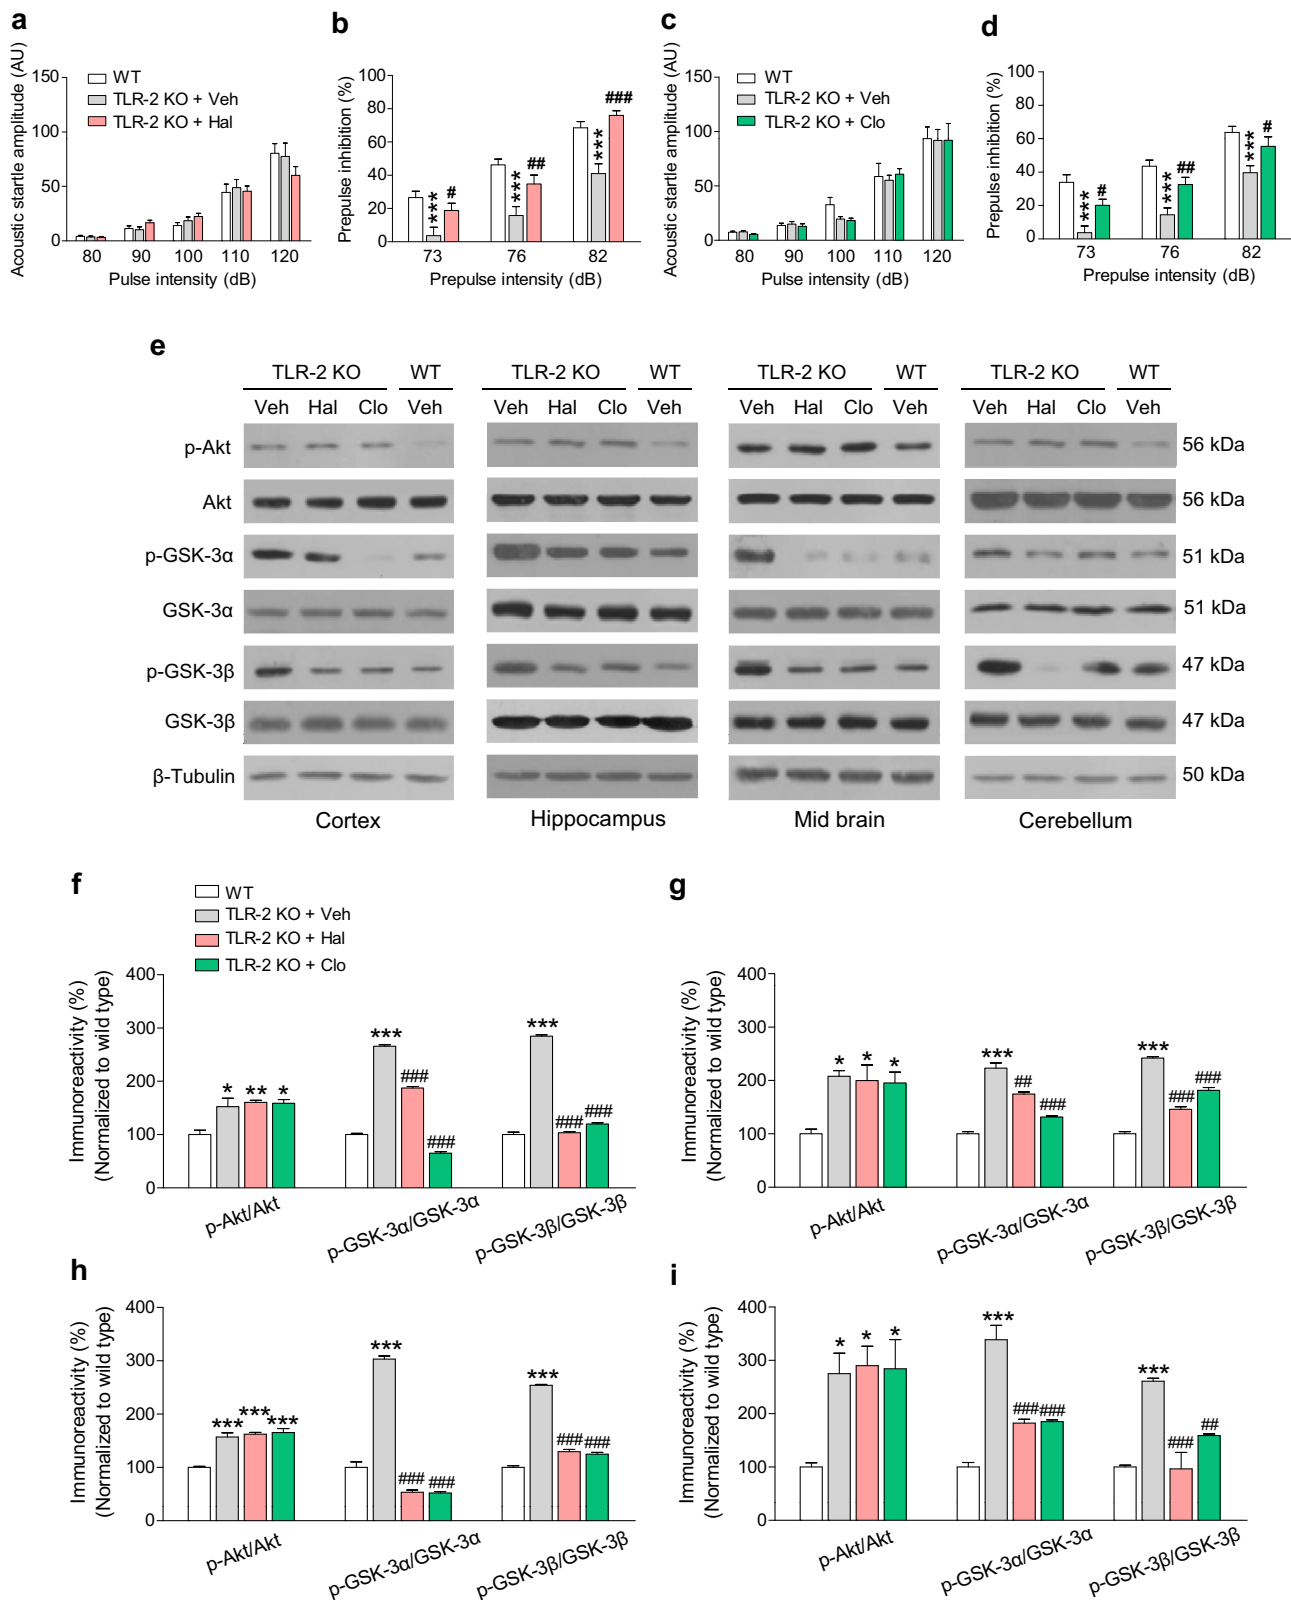 a
Acoustic startle amplitude (AU)
150
100
50
0
WT
TLR-2 KO + Veh
TLR-2 KO + Hal
80 90 100 110 120
Pulse intensity (dB)
b
Prepulse inhibition (%)
100
80
60
40
20
0
*** # *** ## *** ###
73 76 82
Prepulse intensity (dB)
c
Acoustic startle amplitude (AU)
150
100
50
0
WT
TLR-2 KO + Veh
TLR-2 KO + Clo
80 90 100 110 120
Pulse intensity (dB)
d
Prepulse inhibition (%)
100
80
60
40
20
0
*** # *** ## *** #
73 76 82
Prepulse intensity (dB)
e
TLR-2 KO WT TLR-2 KO WT TLR-2 KO WT TLR-2 KO WT
Veh Hal Clo Veh Veh Hal Clo Veh Veh Hal Clo Veh Veh Hal Clo Veh
p-Akt 56 kDa
Akt 56 kDa
p-GSK-3α 51 kDa
GSK-3α 51 kDa
p-GSK-3β 47 kDa
GSK-3β 47 kDa
β-Tubulin 50 kDa
Cortex Hippocampus Mid brain Cerebellum
f
WT
TLR-2 KO + Veh
TLR-2 KO + Hal
TLR-2 KO + Clo
Immunoreactivity (%)
(Normalized to wild type)
400
300
200
100
0
* ** * *** ### ### *** ### ###
p-Akt/Akt p-GSK-3α/GSK-3α p-GSK-3β/GSK-3β
g
Immunoreactivity (%)
(Normalized to wild type)
400
300
200
100
0
* * * *** ## ### *** ### ###
p-Akt/Akt p-GSK-3α/GSK-3α p-GSK-3β/GSK-3β
h
Immunoreactivity (%)
(Normalized to wild type)
400
300
200
100
0
*** *** *** *** ### ### *** ### ###
p-Akt/Akt p-GSK-3α/GSK-3α p-GSK-3β/GSK-3β
i
Immunoreactivity (%)
(Normalized to wild type)
400
300
200
100
0
* * * *** ### ### *** ### ##
p-Akt/Akt p-GSK-3α/GSK-3α p-GSK-3β/GSK-3β